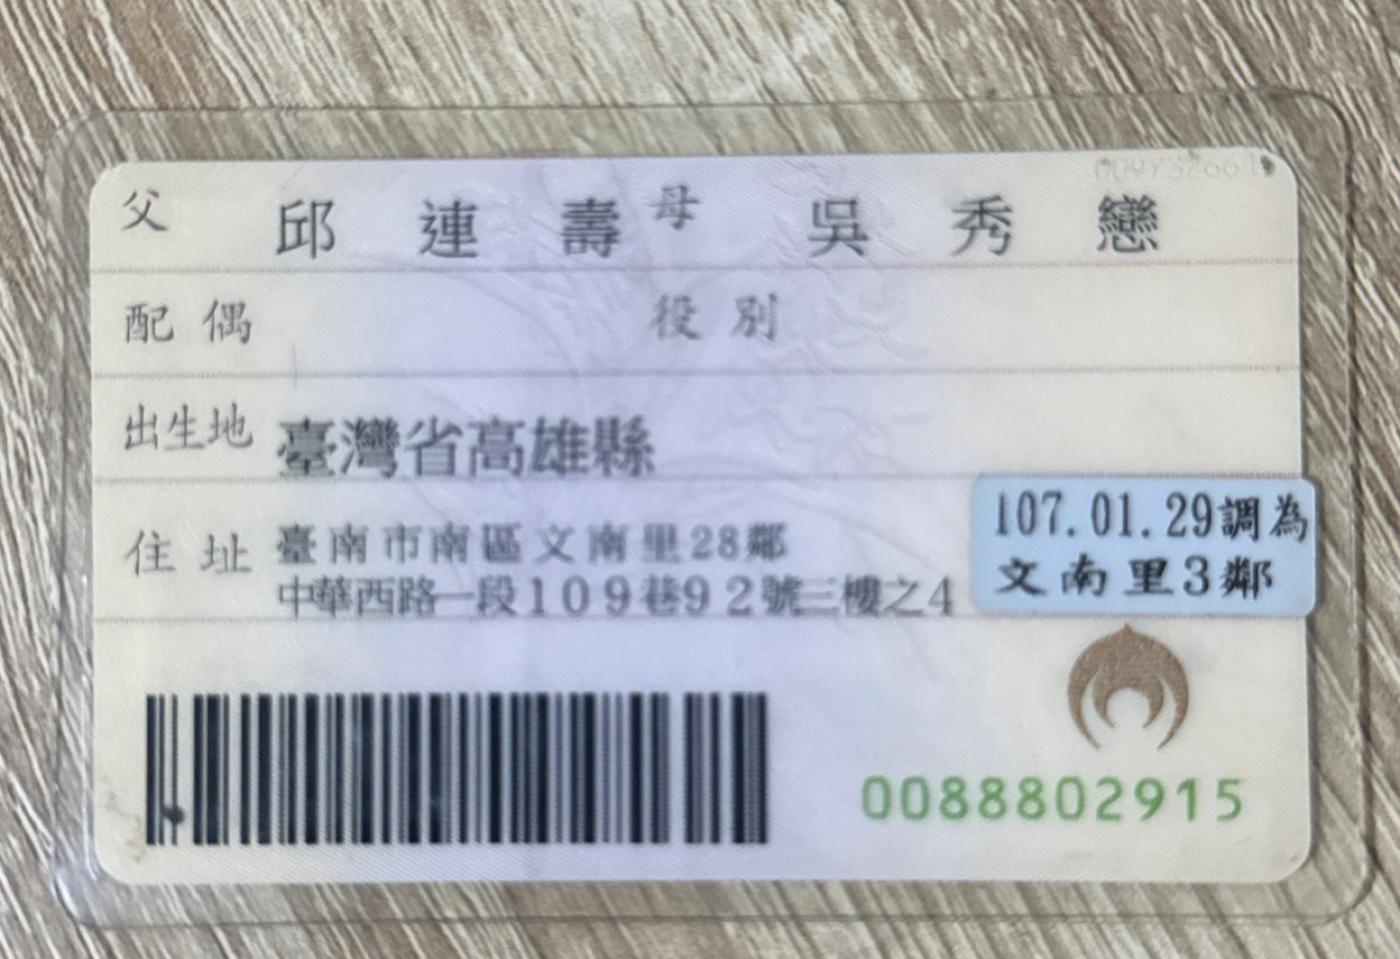 父 邱連壽 母 吳秀戀
配偶 役別
出生地 臺灣省高雄縣
住址 臺南市南區文南里28鄰
中華西路一段109巷92號三樓之4
107.01.29調為
文南里3鄰
0088802915